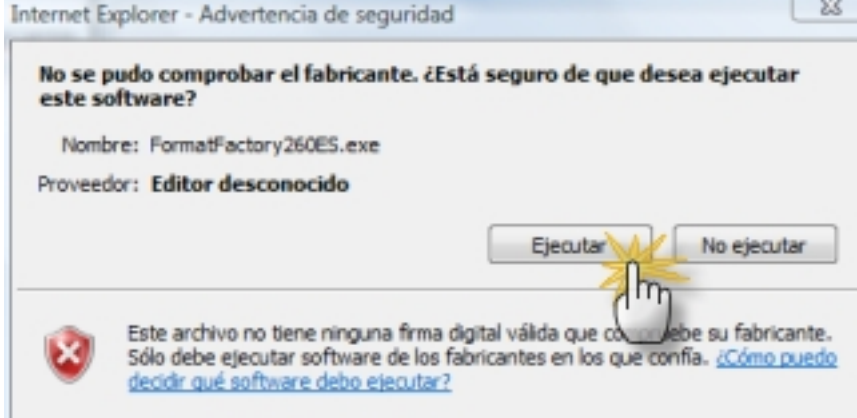 Internet Explorer - Advertencia de seguridad
No se pudo comprobar el fabricante. ¿Está seguro de que desea ejecutar
este software?
Nombre: FormatFactory260ES.exe
Proveedor: Editor desconocido
Ejecutar No ejecutar
Este archivo no tiene ninguna firma digital válida que compruebe su fabricante.
Sólo debe ejecutar software de los fabricantes en los que confía. ¿Cómo puedo
decidir qué software debo ejecutar?